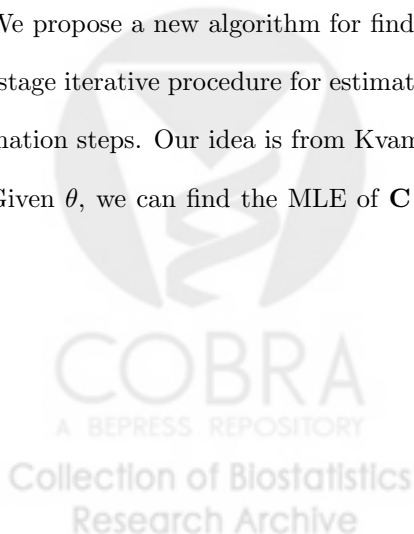 We propose a new algorithm for find
stage iterative procedure for estimat
nation steps. Our idea is from Kvam
Given θ, we can find the MLE of C
COBRA
A BEPRESS REPOSITORY
Collection of Biostatistics
Research Archive